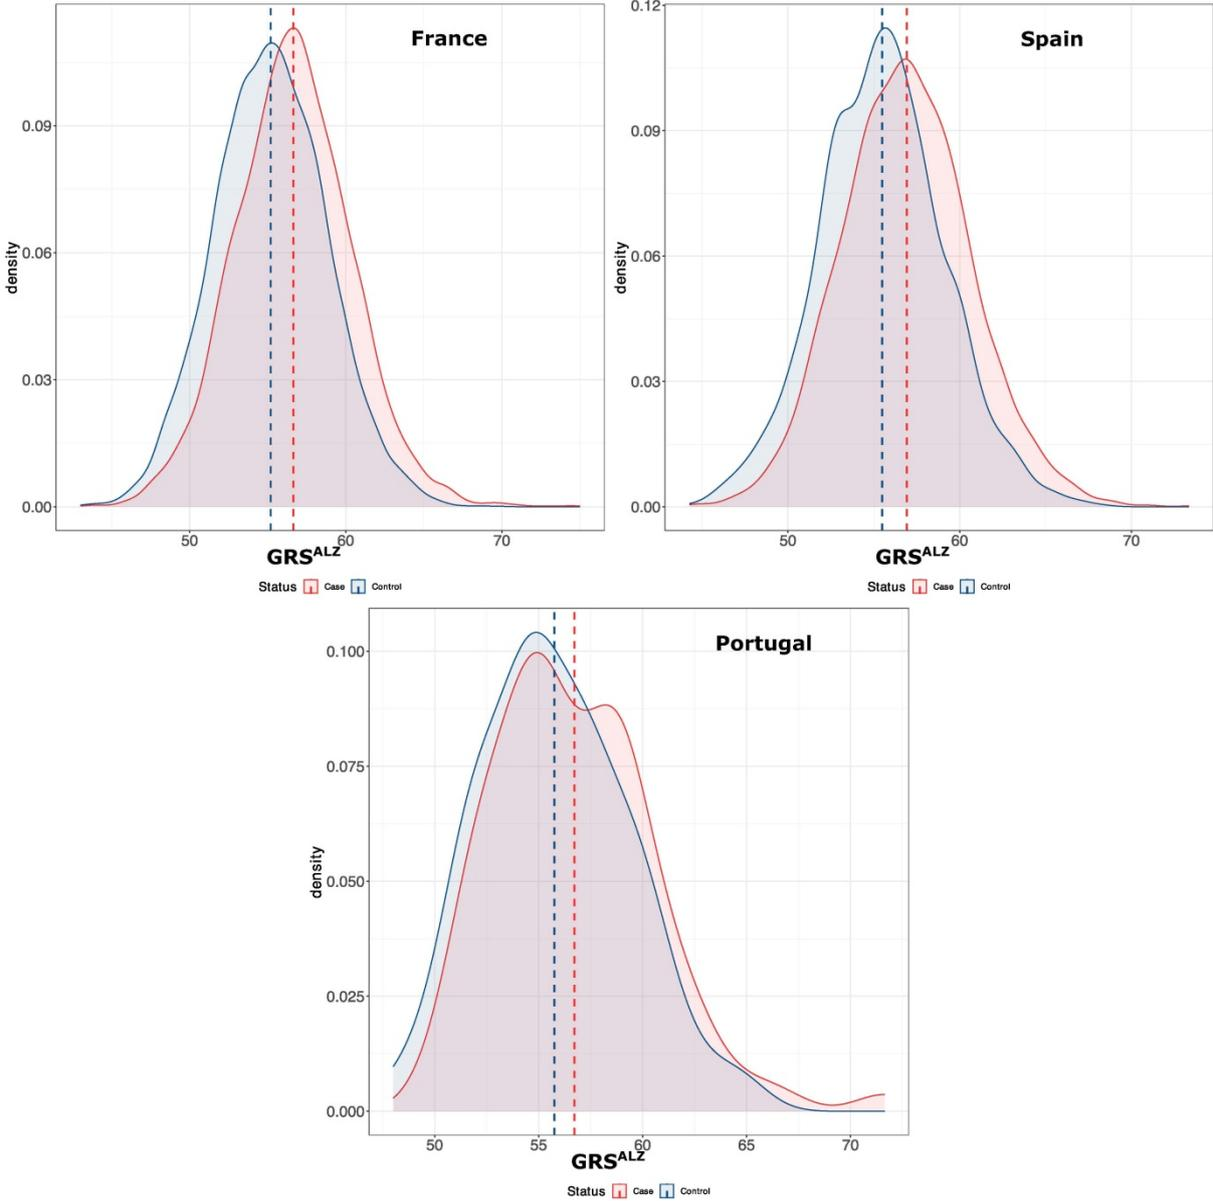 France
density
0.09
0.06
0.03
0.00
50
60
70
GRS^ALZ
Status Case Control
Spain
density
0.12
0.09
0.06
0.03
0.00
50
60
70
GRS^ALZ
Status Case Control
Portugal
density
0.100
0.075
0.050
0.025
0.000
50
55
60
65
70
GRS^ALZ
Status Case Control